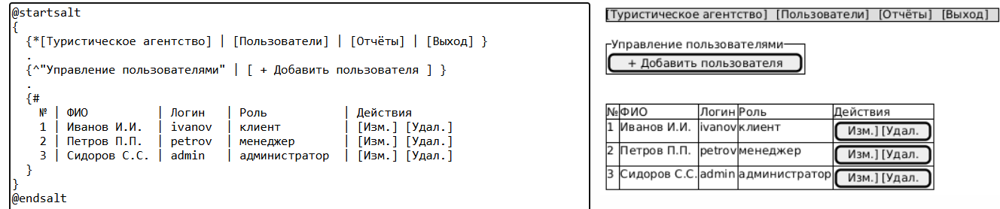 @startsalt
{
{*[Туристическое агентство] | [Пользователи] | [Отчёты] | [Выход] }
.
{^"Управление пользователями" | [ + Добавить пользователя ] }
.
{#
№ | ФИО | Логин | Роль | Действия
1 | Иванов И.И. | ivanov | клиент | [Изм.] [Удал.]
2 | Петров П.П. | petrov | менеджер | [Изм.] [Удал.]
3 | Сидоров С.С. | admin | администратор | [Изм.] [Удал.]
}
}
@endsalt
[Туристическое агентство] [Пользователи] [Отчёты] [Выход]
Управление пользователями
+ Добавить пользователя
№ ФИО Логин Роль Действия
1 Иванов И.И. ivanov клиент Изм.] [Удал.
2 Петров П.П. petrov менеджер Изм.] [Удал.
3 Сидоров С.С. admin администратор Изм.] [Удал.